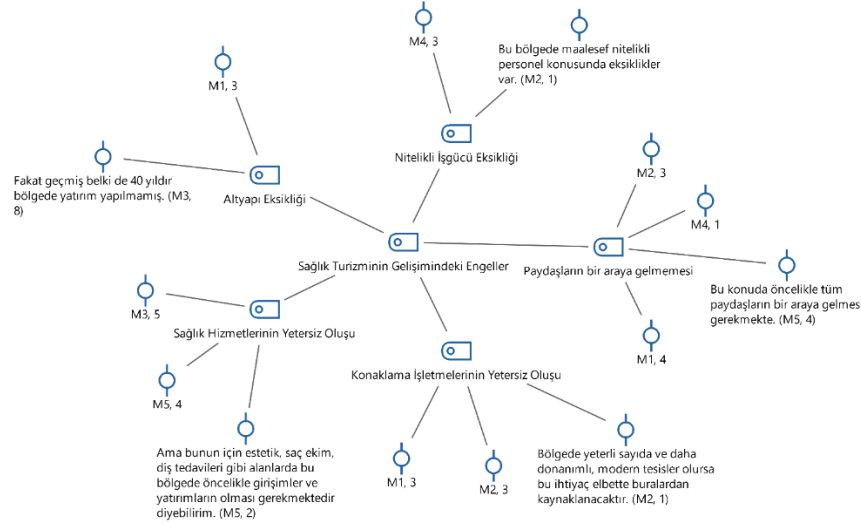 M4, 3
Bu bölgede maalesef nitelikli
personel konusunda eksiklikler
var. (M2, 1)
M1, 3
Nitelikli İşgücü Eksikliği
M2, 3
Fakat geçmiş belki de 40 yıldır
bölgede yatırım yapılmamış. (M3,
8)
Altyapı Eksikliği
M4, 1
Sağlık Turizminin Gelişimindeki Engeller
Paydaşların bir araya gelmemesi
Bu konuda öncelikle tüm
paydaşların bir araya gelmes
gerekmekte. (M5, 4)
M3, 5
Sağlık Hizmetlerinin Yetersiz Oluşu
M1, 4
Konaklama İşletmelerinin Yetersiz Oluşu
M5, 4
Ama bunun için estetik, saç ekim,
diş tedavileri gibi alanlarda bu
bölgede öncelikle girişimler ve
yatırımların olması gerekmektedir
diyebilirim. (M5, 2)
M1, 3
M2, 3
Bölgede yeterli sayıda ve daha
donanımlı, modern tesisler olursa
bu ihtiyaç elbette buralardan
kaynaklanacaktır. (M2, 1)